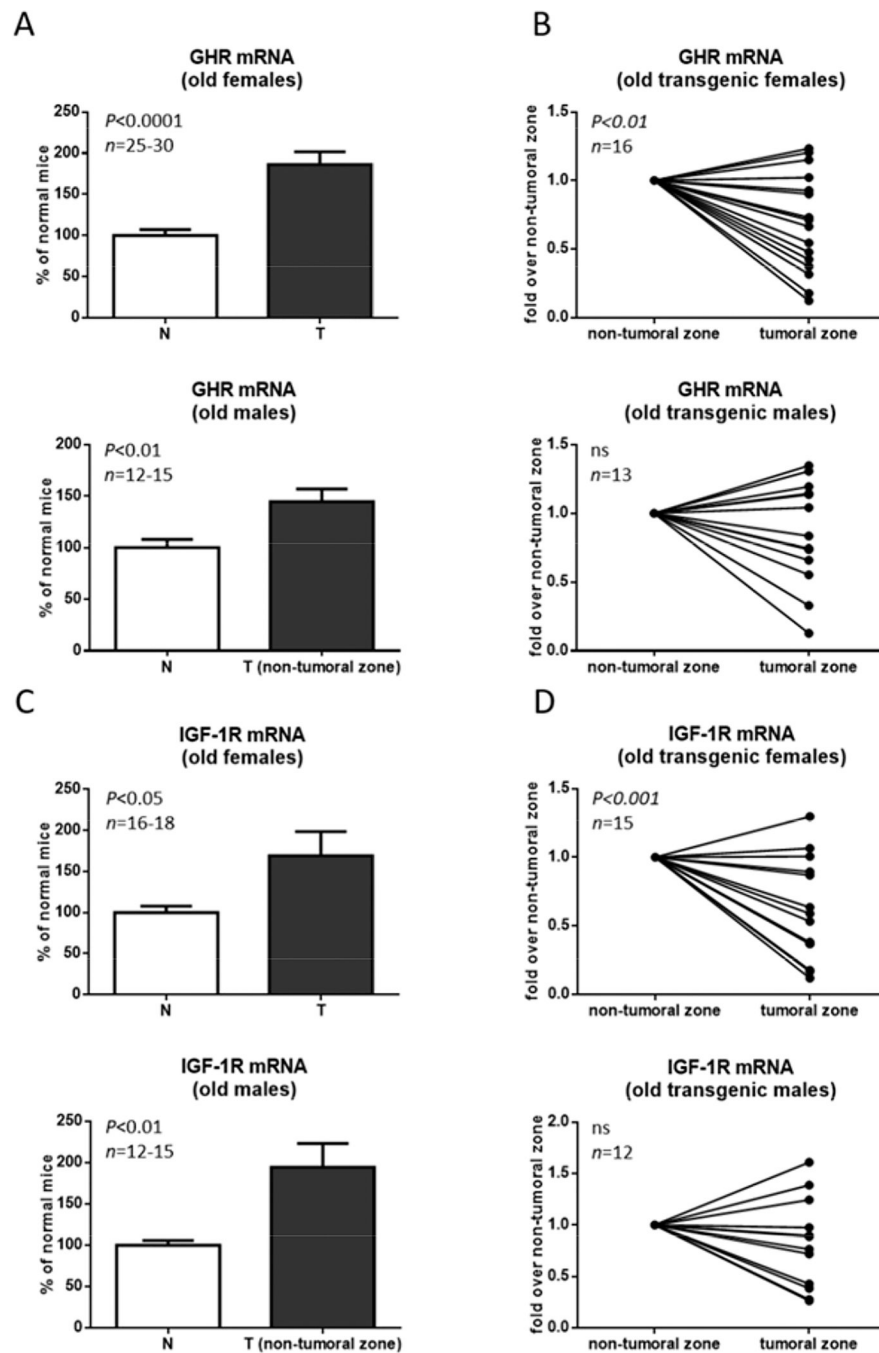 A
GHR mRNA
(old females)
P<0.0001
n=25-30
% of normal mice
250
200
150
100
50
0
N
T
B
GHR mRNA
(old transgenic females)
P<0.01
n=16
fold over non-tumoral zone
1.5
1.0
0.5
0.0
non-tumoral zone
tumoral zone
GHR mRNA
(old males)
P<0.01
n=12-15
% of normal mice
200
150
100
50
0
N
T (non-tumoral zone)
GHR mRNA
(old transgenic males)
ns
n=13
fold over non-tumoral zone
1.5
1.0
0.5
0.0
non-tumoral zone
tumoral zone
C
IGF-1R mRNA
(old females)
P<0.05
n=16-18
% of normal mice
250
200
150
100
50
0
N
T
D
IGF-1R mRNA
(old transgenic females)
P<0.001
n=15
fold over non-tumoral zone
1.5
1.0
0.5
0.0
non-tumoral zone
tumoral zone
IGF-1R mRNA
(old males)
P<0.01
n=12-15
% of normal mice
250
200
150
100
50
0
N
T (non-tumoral zone)
IGF-1R mRNA
(old transgenic males)
ns
n=12
fold over non-tumoral zone
2.0
1.5
1.0
0.5
0.0
non-tumoral zone
tumoral zone